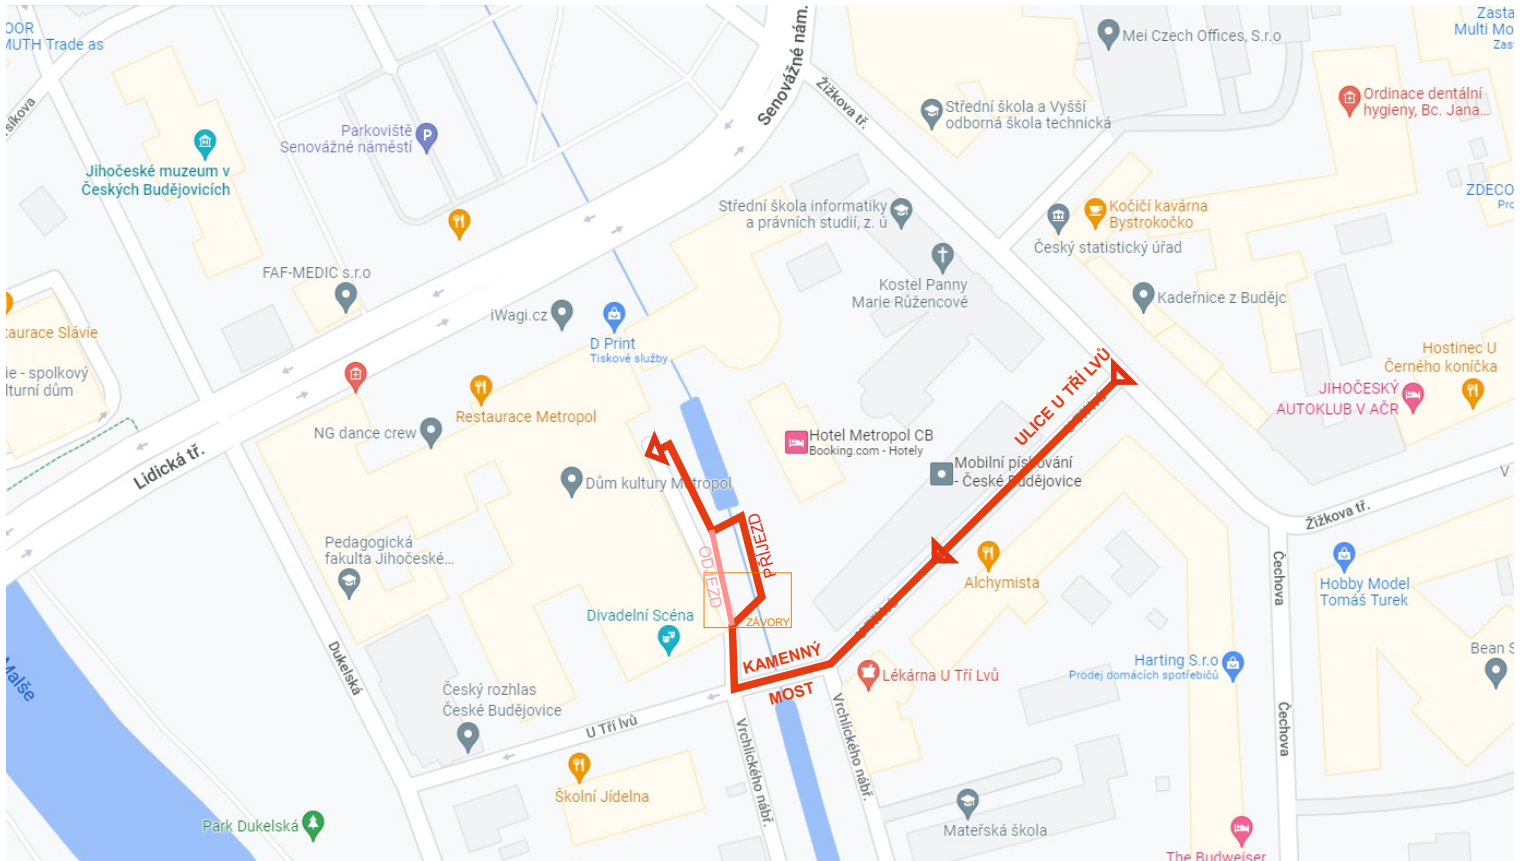 OOR
MUTH Trade as
Senovážné nám.
Mei Czech Offices, S.r.o
Zasta
Multi Mo
Zas
Žižkova tř.
Střední škola a Vyšší
odborná škola technická
Ordinace dentální
hygieny, Bc. Jana...
síkova
Parkoviště
Senovážné náměstí
P
Jihočeské muzeum v
Českých Budějovicích
Střední škola informatiky
a právních studií, z. ú
Kočičí kavárna
Bystrokočko
ZDECO
Pro
Český statistický úřad
FAF-MEDIC s.r.o
Kostel Panny
Marie Růžencové
Kadeřnice z Budějc
iWagi.cz
D Print
Tiskové služby
taurace Slávie
ie - spolkový
lturní dům
Hostinec U
Černého koníčka
JIHOČESKÝ
AUTOKLUB V AČR
ULICE U TŘÍ LVŮ
Restaurace Metropol
NG dance crew
Hotel Metropol CB
Booking.com - Hotely
Lidická tř.
Mobilní pískování
- České Budějovice
Dům kultury Metropol
V
Žižkova tř.
PŘÍJEZD
ODJEZD
Pedagogická
fakulta Jihočeské...
Alchymista
Čechova
Hobby Model
Tomáš Turek
Divadelní Scéna
ZÁVORY
KAMENNÝ
MOST
Dukelská
Malše
Lékárna U Tří Lvů
Harting S.r.o
Prodej domácích spotřebičů
Bean S
Český rozhlas
České Budějovice
U Tří lvů
Vrchlického nábř.
Vrchlického nábř.
Čechova
Školní Jídelna
Park Dukelská
Mateřská škola
The Budweiser